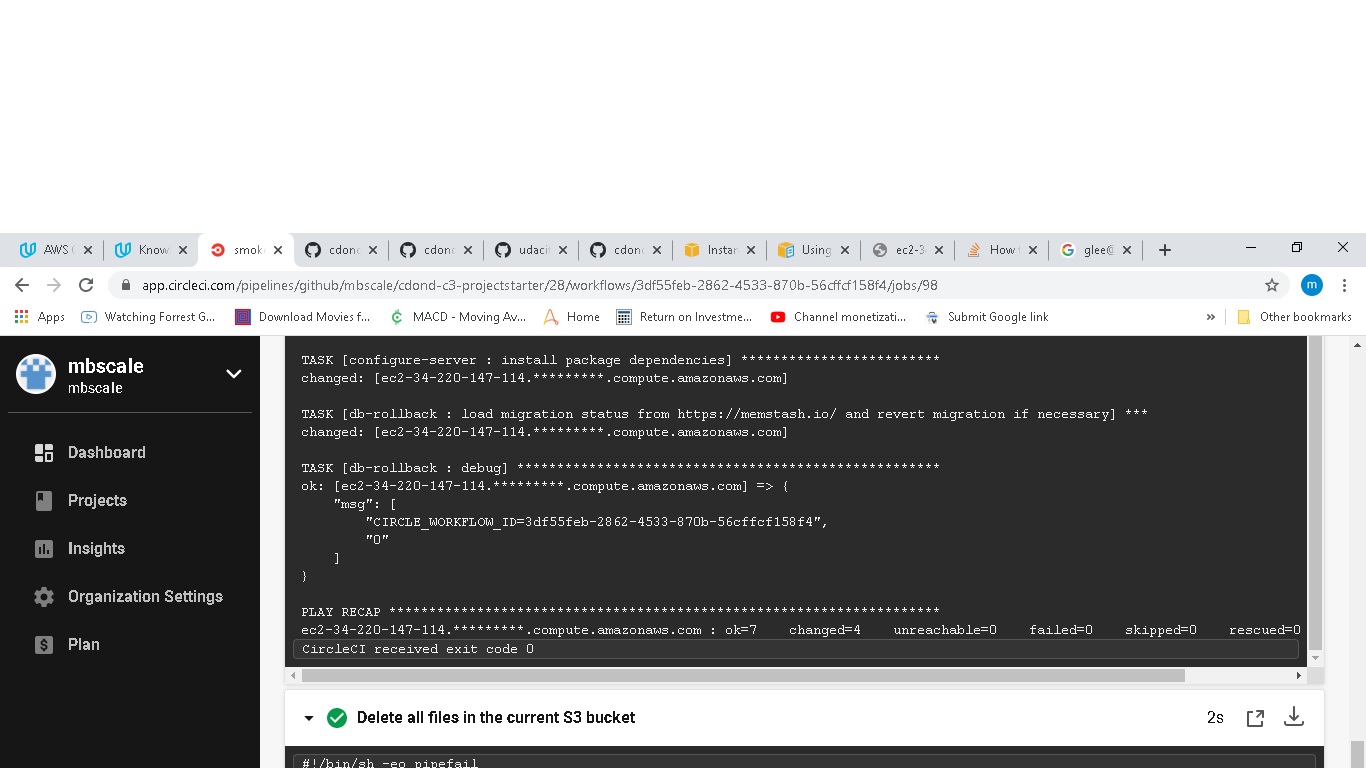 AWS
Know
smok
cdon
cdon
udaci
cdon
Instan
Using
ec2-3
How
glee@
app.circleci.com/pipelines/github/mbscale/cdond-c3-projectstarter/28/workflows/3df55feb-2862-4533-870b-56cffcf158f4/jobs/98
m
Apps
Watching Forrest G...
Download Movies f...
MACD - Moving Av...
Home
Return on Investme...
Channel monetizati...
Submit Google link
»
Other bookmarks
mbscale
mbscale
Dashboard
Projects
Insights
Organization Settings
Plan
TASK [configure-server : install package dependencies] *************************
changed: [ec2-34-220-147-114.*********.compute.amazonaws.com]
TASK [db-rollback : load migration status from https://memstash.io/ and revert migration if necessary] ***
changed: [ec2-34-220-147-114.*********.compute.amazonaws.com]
TASK [db-rollback : debug] *****************************************************
ok: [ec2-34-220-147-114.*********.compute.amazonaws.com] => {
"msg": [
"CIRCLE_WORKFLOW_ID=3df55feb-2862-4533-870b-56cffcf158f4",
"0"
]
}
PLAY RECAP *********************************************************************
ec2-34-220-147-114.*********.compute.amazonaws.com : ok=7 changed=4 unreachable=0 failed=0 skipped=0 rescued=0
CircleCI received exit code 0
Delete all files in the current S3 bucket
2s
#!/bin/sh -eo pipefail